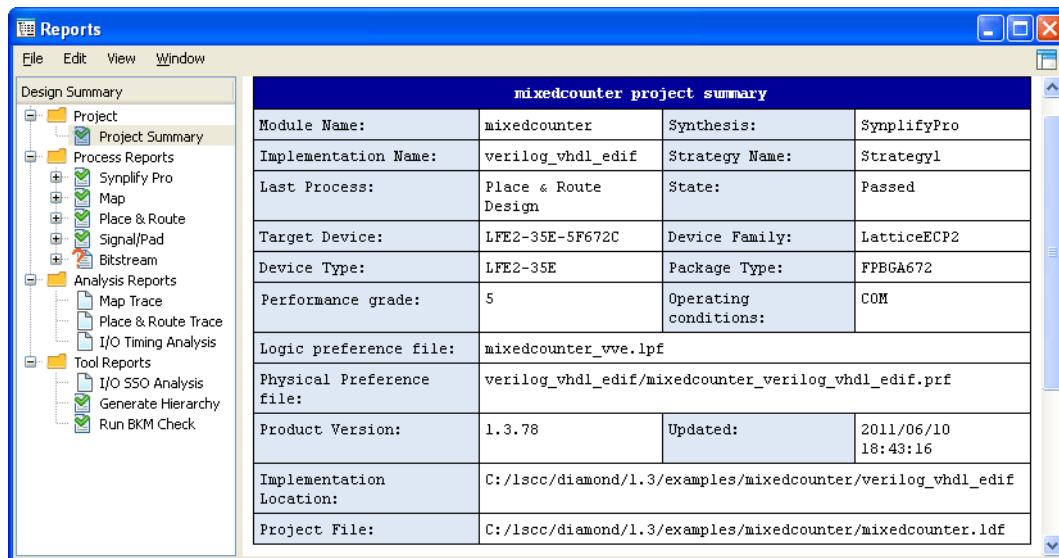 Reports
File Edit View Window
Design Summary
Project
Project Summary
Process Reports
Synplify Pro
Map
Place & Route
Signal/Pad
Bitstream
Analysis Reports
Map Trace
Place & Route Trace
I/O Timing Analysis
Tool Reports
I/O SSO Analysis
Generate Hierarchy
Run BKM Check
mixedcounter project summary
Module Name: mixedcounter Synthesis: SynplifyPro
Implementation Name: verilog_vhdl_edif Strategy Name: Strategy1
Last Process: Place & Route State: Passed
Design
Target Device: LFE2-35E-5F672C Device Family: LatticeECP2
Device Type: LFE2-35E Package Type: FPBGA672
Performance grade: 5 Operating COM
conditions:
Logic preference file: mixedcounter_vve.lpf
Physical Preference verilog_vhdl_edif/mixedcounter_verilog_vhdl_edif.prf
file:
Product Version: 1.3.78 Updated: 2011/06/10
18:43:16
Implementation C:/lscc/diamond/1.3/examples/mixedcounter/verilog_vhdl_edif
Location:
Project File: C:/lscc/diamond/1.3/examples/mixedcounter/mixedcounter.ldf